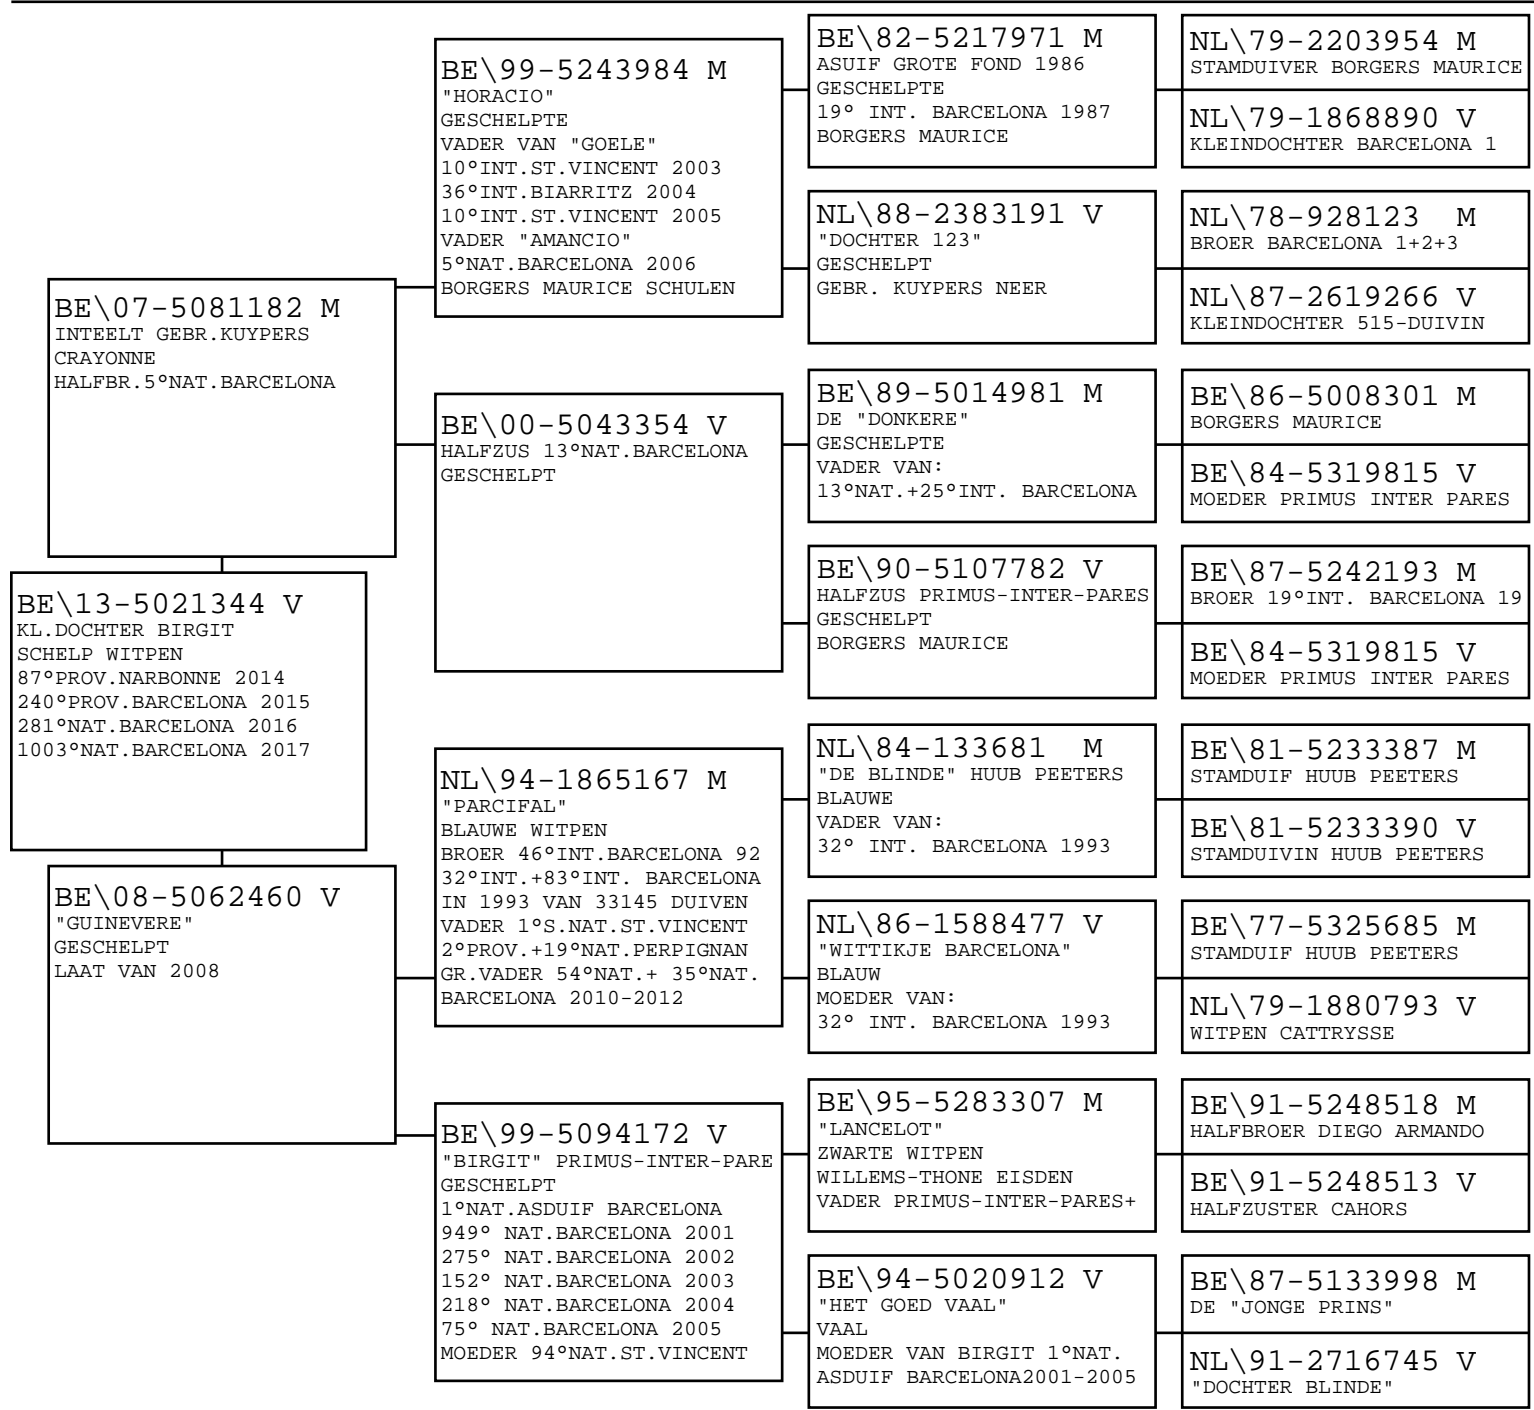 BE\13-5021344 V
KL.DOCHTER BIRGIT
SCHELP WITPEN
87°PROV.NARBONNE 2014
240°PROV.BARCELONA 2015
281°NAT.BARCELONA 2016
1003°NAT.BARCELONA 2017
BE\07-5081182 M
INTEELT GEBR.KUYPERS
CRAYONNE
HALFBR.5°NAT.BARCELONA
BE\08-5062460 V
"GUINEVERE"
GESCHELPT
LAAT VAN 2008
BE\99-5243984 M
"HORACIO"
GESCHELPTE
VADER VAN "GOELE"
10°INT.ST.VINCENT 2003
36°INT.BIARRITZ 2004
10°INT.ST.VINCENT 2005
VADER "AMANCIO"
5°NAT.BARCELONA 2006
BORGERS MAURICE SCHULEN
BE\00-5043354 V
HALFZUS 13°NAT.BARCELONA
GESCHELPT
NL\94-1865167 M
"PARCIFAL"
BLAUWE WITPEN
BROER 46°INT.BARCELONA 92
32°INT.+83°INT. BARCELONA
IN 1993 VAN 33145 DUIVEN
VADER 1°S.NAT.ST.VINCENT
2°PROV.+19°NAT.PERPIGNAN
GR.VADER 54°NAT.+ 35°NAT.
BARCELONA 2010-2012
BE\99-5094172 V
"BIRGIT" PRIMUS-INTER-PARE
GESCHELPT
1°NAT.ASDUIF BARCELONA
949° NAT.BARCELONA 2001
275° NAT.BARCELONA 2002
152° NAT.BARCELONA 2003
218° NAT.BARCELONA 2004
75° NAT.BARCELONA 2005
MOEDER 94°NAT.ST.VINCENT
BE\82-5217971 M
ASUIF GROTE FOND 1986
GESCHELPTE
19° INT. BARCELONA 1987
BORGERS MAURICE
NL\88-2383191 V
"DOCHTER 123"
GESCHELPT
GEBR. KUYPERS NEER
BE\89-5014981 M
DE "DONKERE"
GESCHELPTE
VADER VAN:
13°NAT.+25°INT. BARCELONA
BE\90-5107782 V
HALFZUS PRIMUS-INTER-PARES
GESCHELPT
BORGERS MAURICE
NL\84-133681 M
"DE BLINDE" HUUB PEETERS
BLAUWE
VADER VAN:
32° INT. BARCELONA 1993
NL\86-1588477 V
"WITTIKJE BARCELONA"
BLAUW
MOEDER VAN:
32° INT. BARCELONA 1993
BE\95-5283307 M
"LANCELOT"
ZWARTE WITPEN
WILLEMS-THONE EISDEN
VADER PRIMUS-INTER-PARES+
BE\94-5020912 V
"HET GOED VAAL"
VAAL
MOEDER VAN BIRGIT 1°NAT.
ASDUIF BARCELONA2001-2005
NL\79-2203954 M
STAMDUIVER BORGERS MAURICE
NL\79-1868890 V
KLEINDOCHTER BARCELONA 1
NL\78-928123 M
BROER BARCELONA 1+2+3
NL\87-2619266 V
KLEINDOCHTER 515-DUIVIN
BE\86-5008301 M
BORGERS MAURICE
BE\84-5319815 V
MOEDER PRIMUS INTER PARES
BE\87-5242193 M
BROER 19°INT. BARCELONA 19
BE\84-5319815 V
MOEDER PRIMUS INTER PARES
BE\81-5233387 M
STAMDUIF HUUB PEETERS
BE\81-5233390 V
STAMDUIVIN HUUB PEETERS
BE\77-5325685 M
STAMDUIF HUUB PEETERS
NL\79-1880793 V
WITPEN CATTRYSSE
BE\91-5248518 M
HALFBROER DIEGO ARMANDO
BE\91-5248513 V
HALFZUSTER CAHORS
BE\87-5133998 M
DE "JONGE PRINS"
NL\91-2716745 V
"DOCHTER BLINDE"